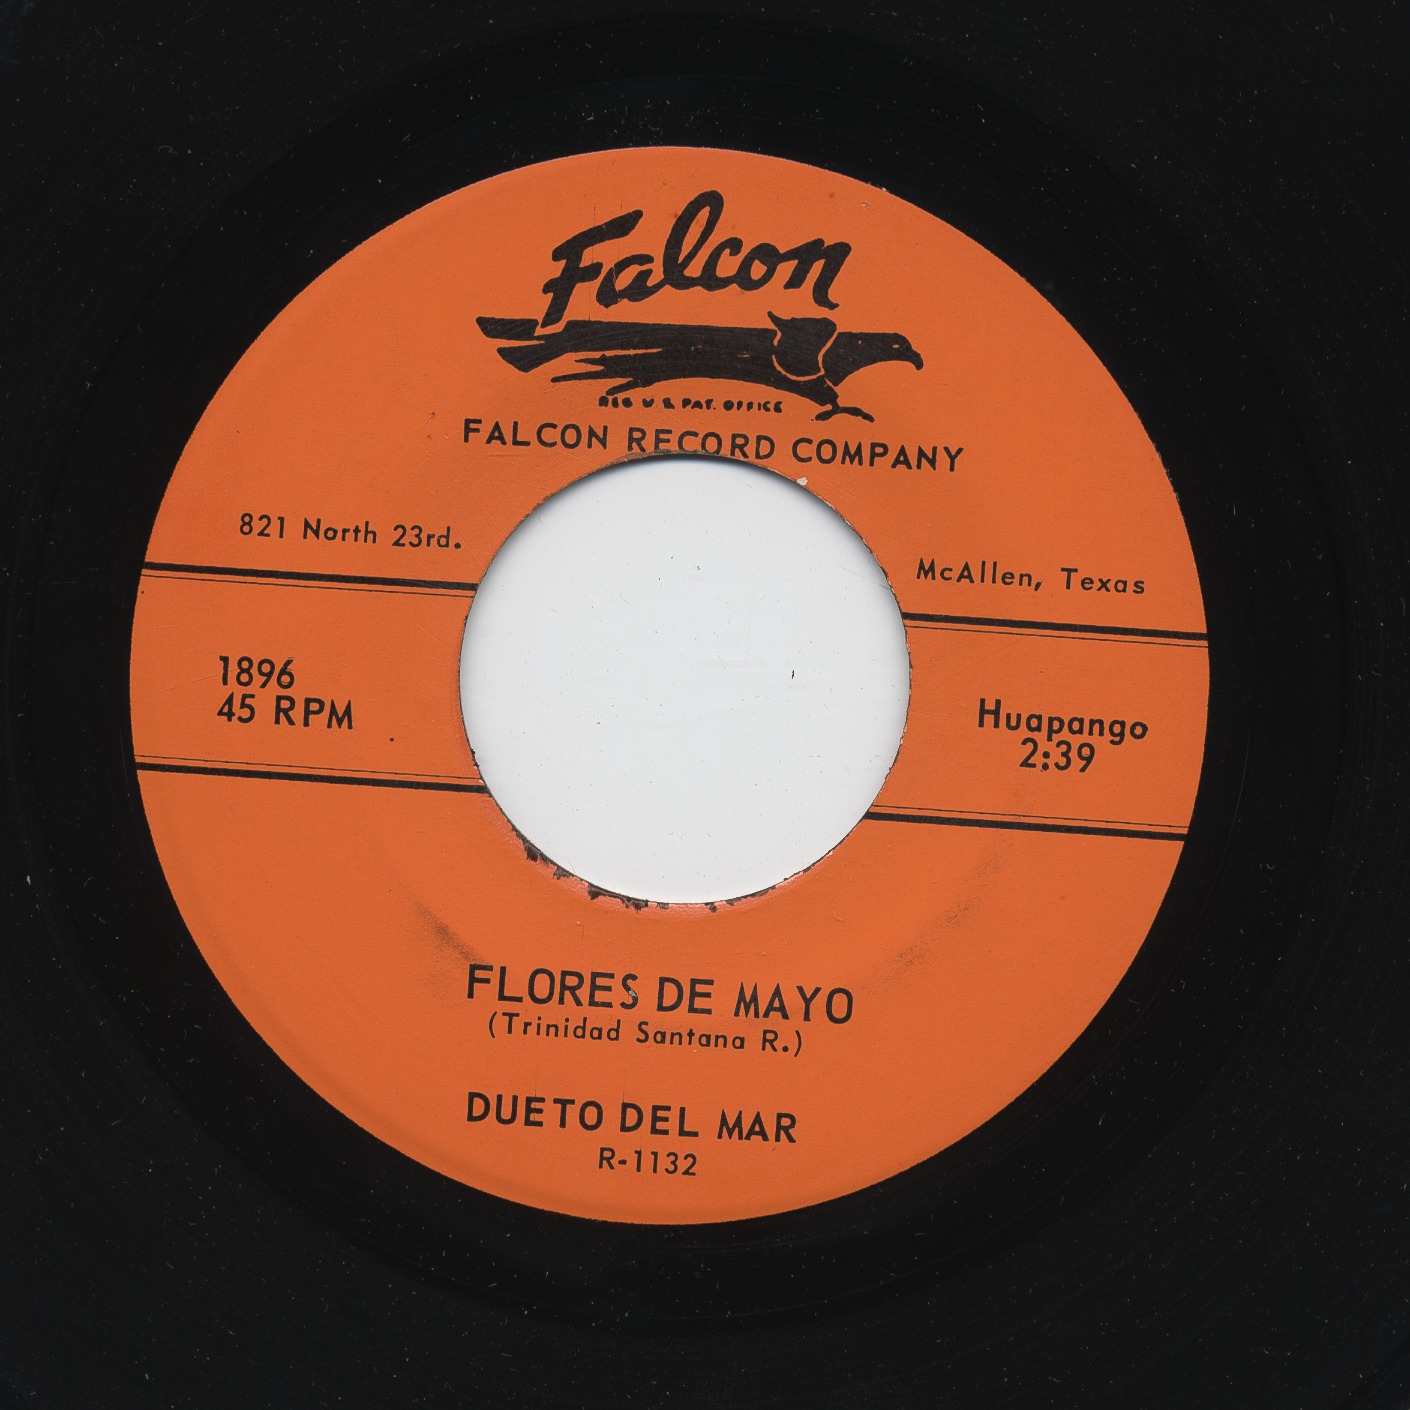 Falcon
REG U S PAT. OFFICE
FALCON RECORD COMPANY
821 North 23rd.
McAllen, Texas
1896
45 RPM
Huapango
2:39
FLORES DE MAYO
(Trinidad Santana R.)
DUETO DEL MAR
R-1132